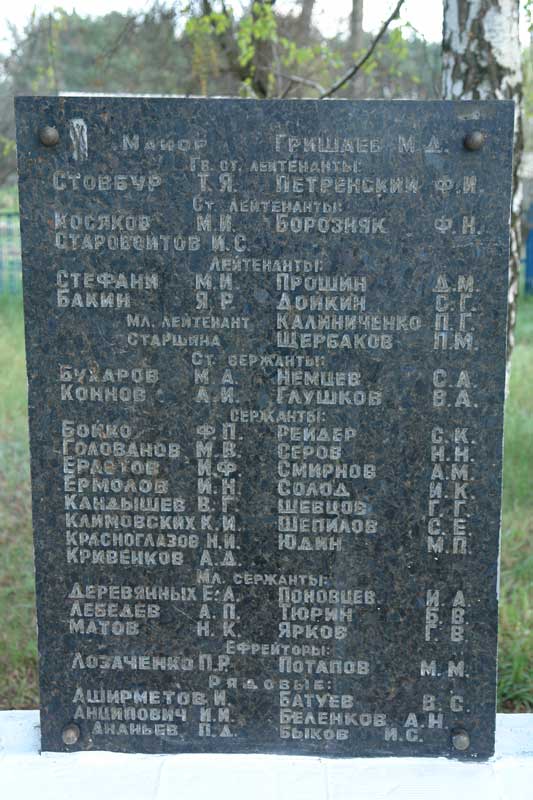 Майор Гришаев М.Д.
Гв. ст. лейтенанты:
Стовбур Т.Я. Петренский Ф.И.
Ст. лейтенанты:
Косяков М.И. Борозняк Ф.Н.
Старовойтов И.С.
Лейтенанты:
Стефани М.И. Прошин Д.М.
Бакин Я.Р. Дойкин С.Г.
Мл. лейтенант Калиниченко П.Г.
Старшина Щербаков П.М.
Ст. сержанты:
Бухаров М.А. Немцев С.А.
Коннов А.И. Глушков В.А.
Сержанты:
Бойко Ф.П. Рейдер С.К.
Голованов М.В. Серов Н.Н.
И.Ф. Смирнов А.М.
Ермолов И.Н. Солод И.К.
Кандышев В.Г. Шевцов Г.Г.
Климовских К.И. Шепилов С.Е.
Красноглазов Н.И. Юдин М.П.
Кривенков А.Д.
Мл. сержанты:
Деревянных Е.А. Поновцев И.А.
Лебедев А.П. Тюрин Б.В.
Матов Н.К. Ярков Г.В.
Ефрейторы:
Лозаченко П.Р. Потапов М.М.
Рядовые:
Аширметов И. Батуев В.С.
Анципович И.И. Беленков А.Н.
Ананьев П.Д. Быков И.С.